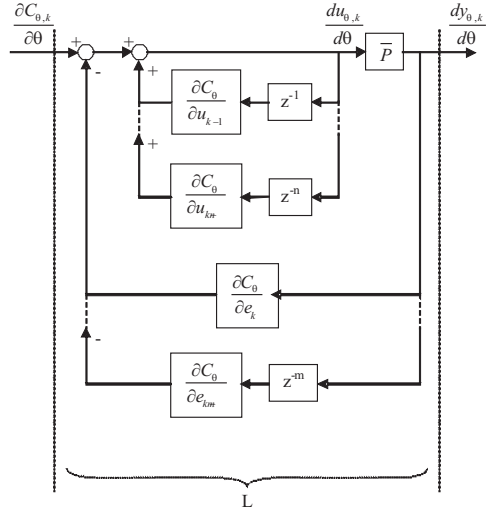 ∂C_{θ,k}/∂θ
du_{θ,k}/dθ
dy_{θ,k}/dθ
+
+
-
P̅
+
∂C_θ/∂u_{k-1}
z^{-1}
+
∂C_θ/∂u_{kn}
z^{-n}
∂C_θ/∂e_k
-
∂C_θ/∂e_{km}
z^{-m}
L